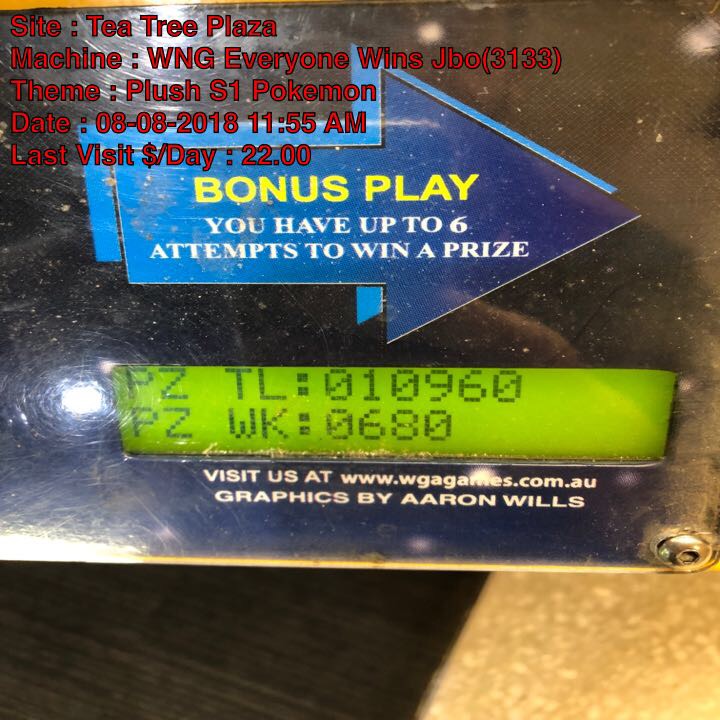 Site : Tea Tree Plaza
Machine : WNG Everyone Wins Jbo(3133)
Theme : Plush S1 Pokemon
Date : 08-08-2018 11:55 AM
Last Visit $/Day : 22.00
BONUS PLAY
YOU HAVE UP TO 6
ATTEMPTS TO WIN A PRIZE
PZ TL:010960
PZ WK:0680
VISIT US AT www.wgagames.com.au
GRAPHICS BY AARON WILLS